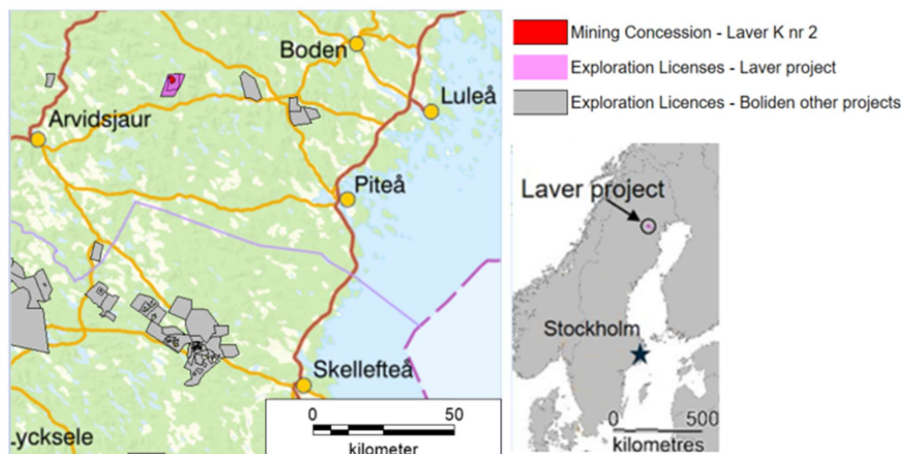 Boden
Luleå
Arvidsjaur
Piteå
Skellefteå
ycksele
0 50
kilometer
Mining Concession - Laver K nr 2
Exploration Licenses - Laver project
Exploration Licences - Boliden other projects
Laver project
Stockholm
0 500
kilometres